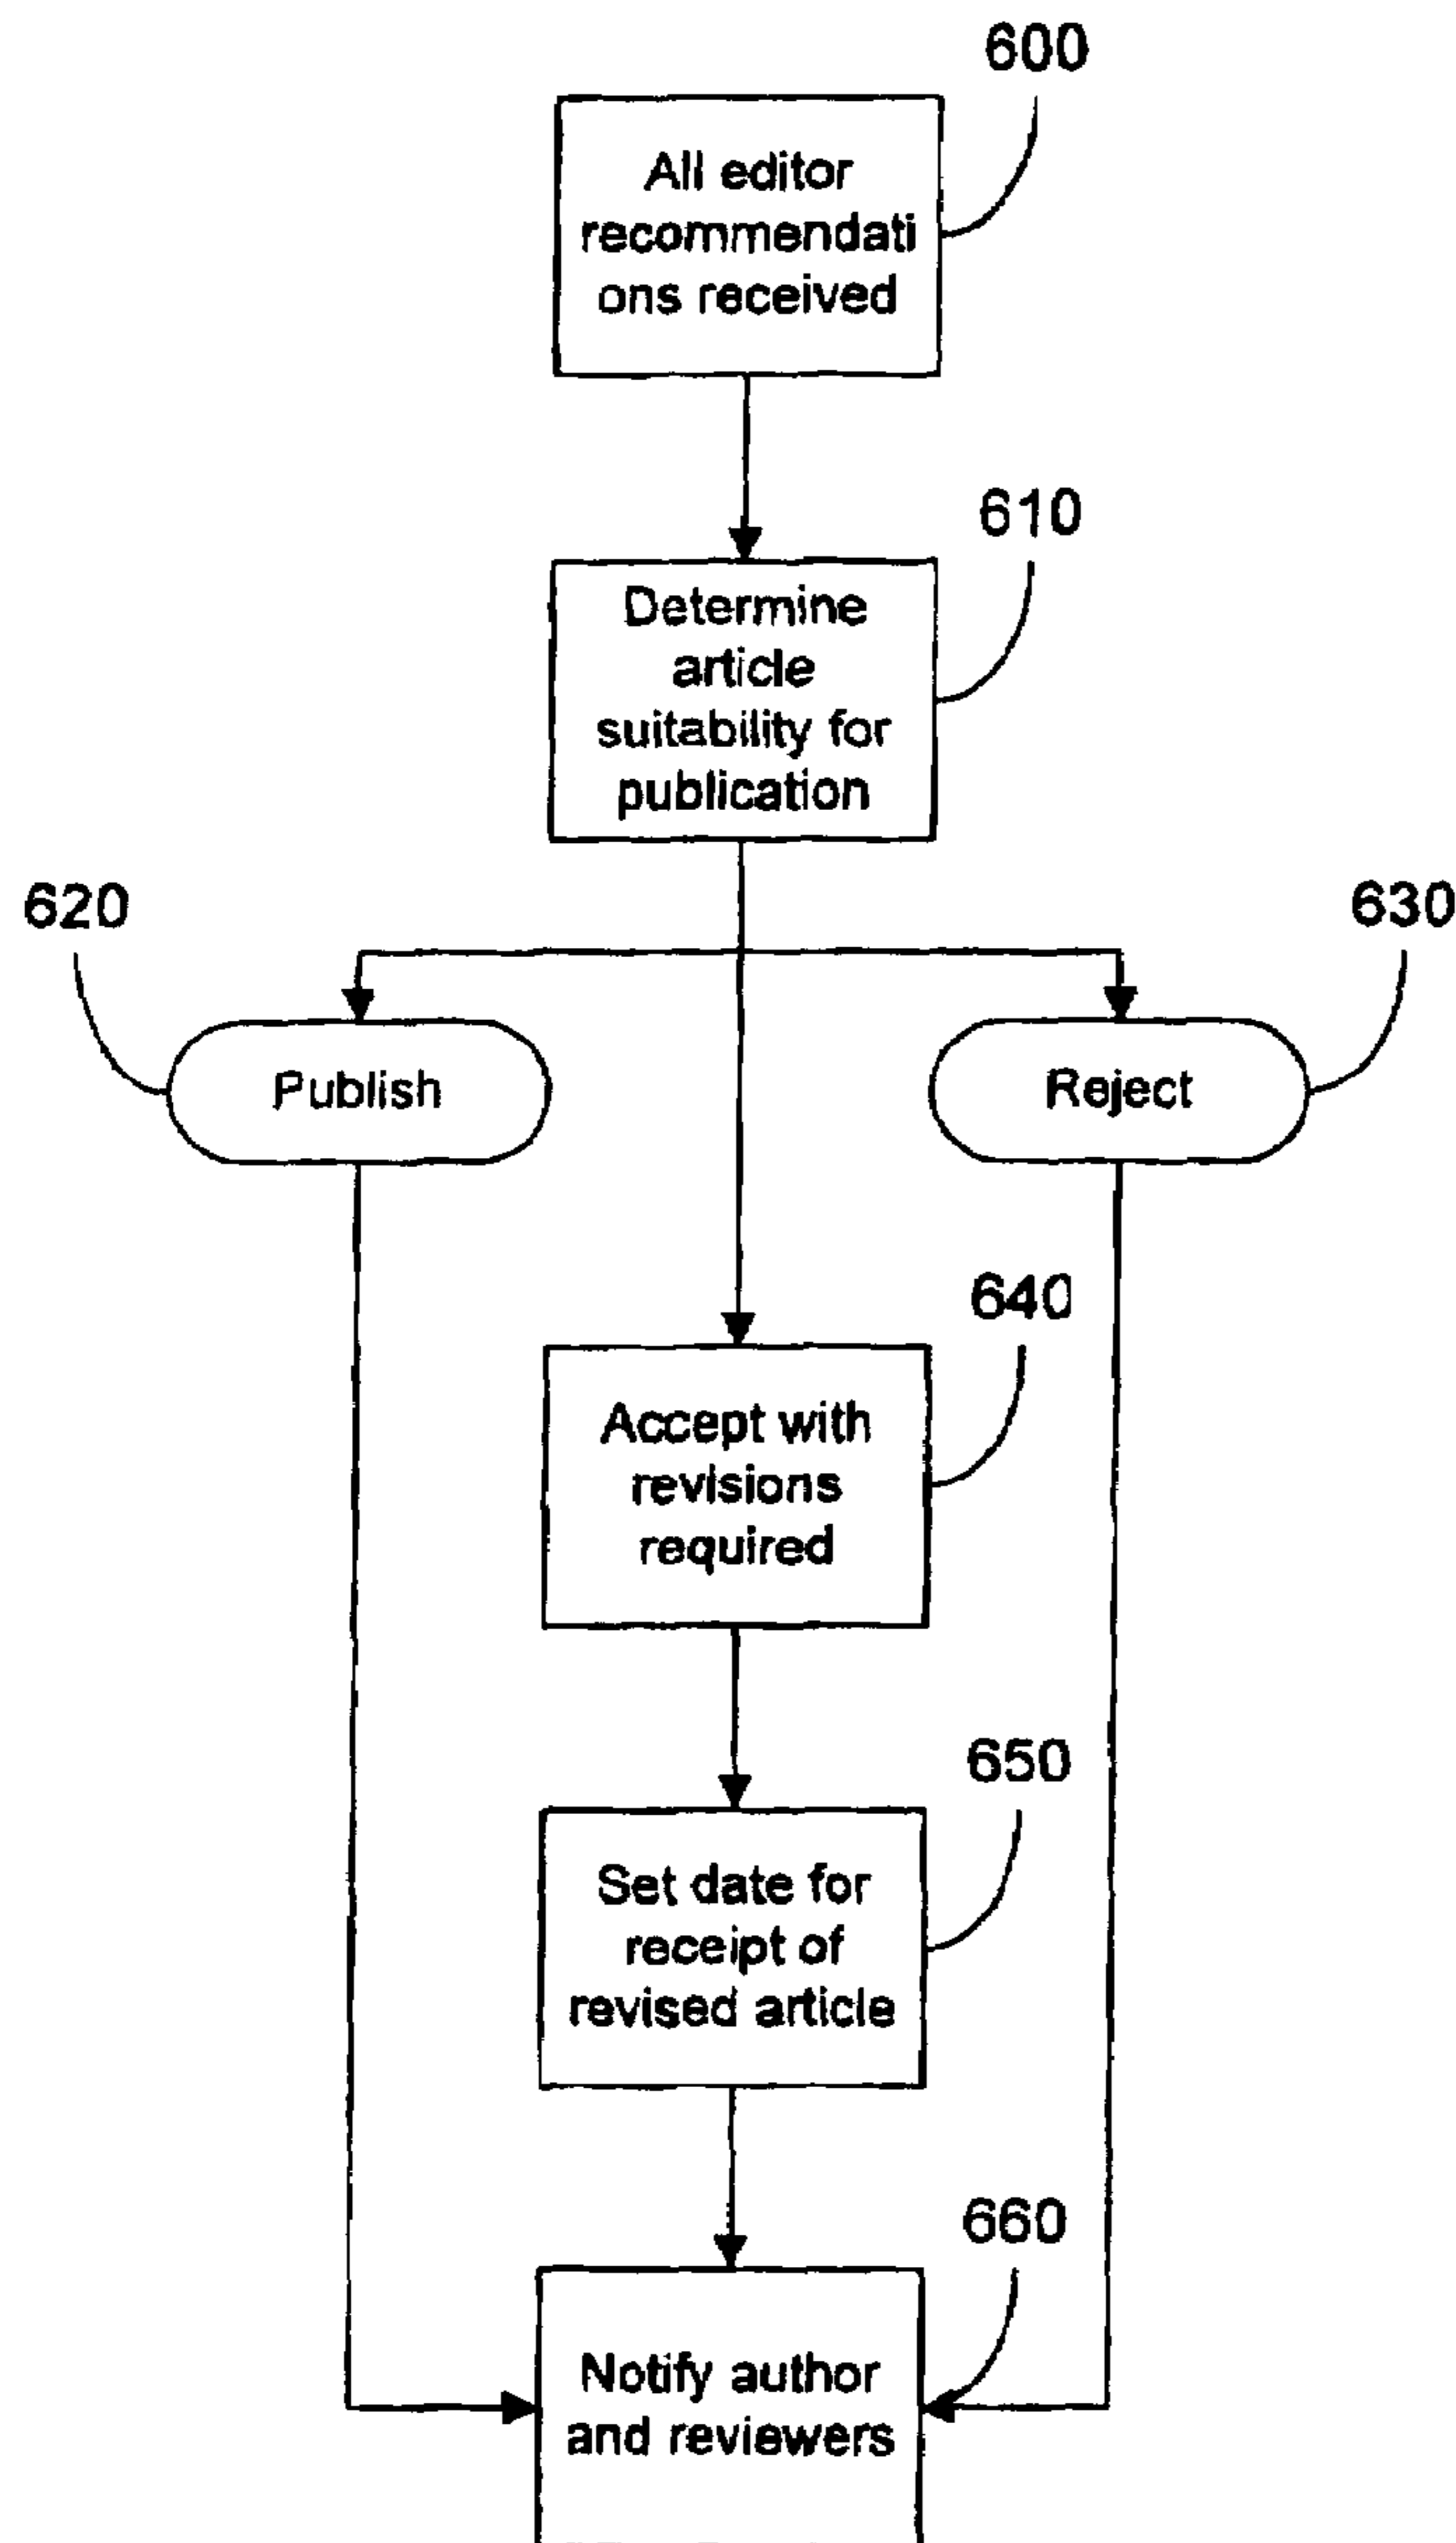 600
All editor
recommendati
ons received
610
Determine
article
suitability for
publication
620
630
Publish
Reject
640
Accept with
revisions
required
650
Set date for
receipt of
revised article
660
Notify author
and reviewers